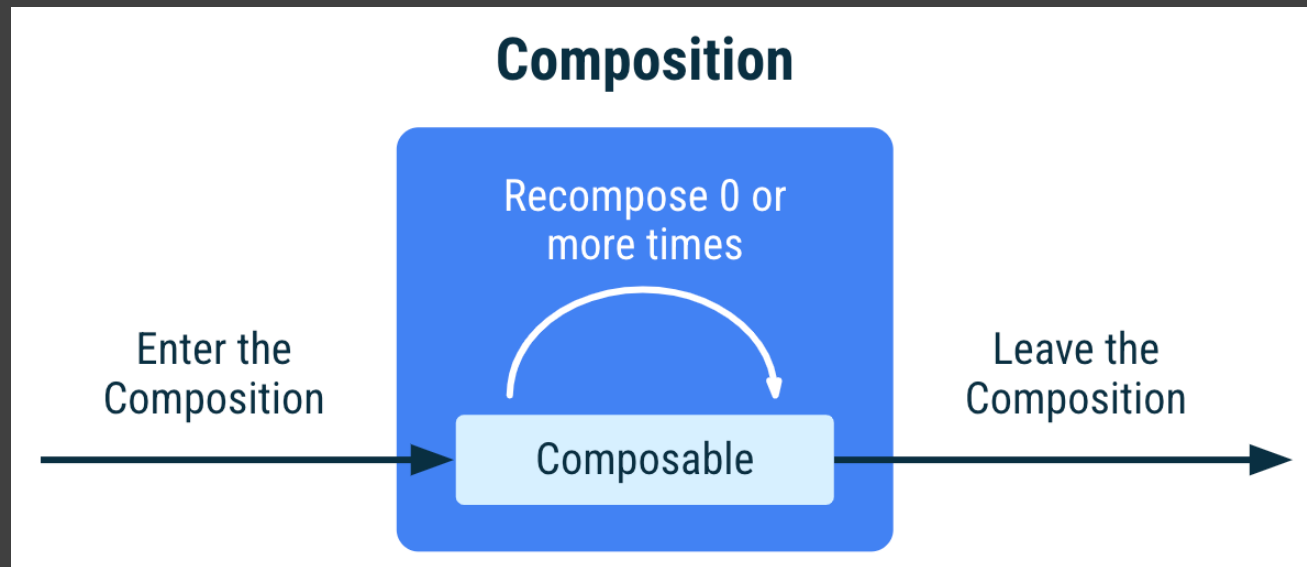 Composition
Recompose 0 or
more times
Enter the
Composition
Composable
Leave the
Composition